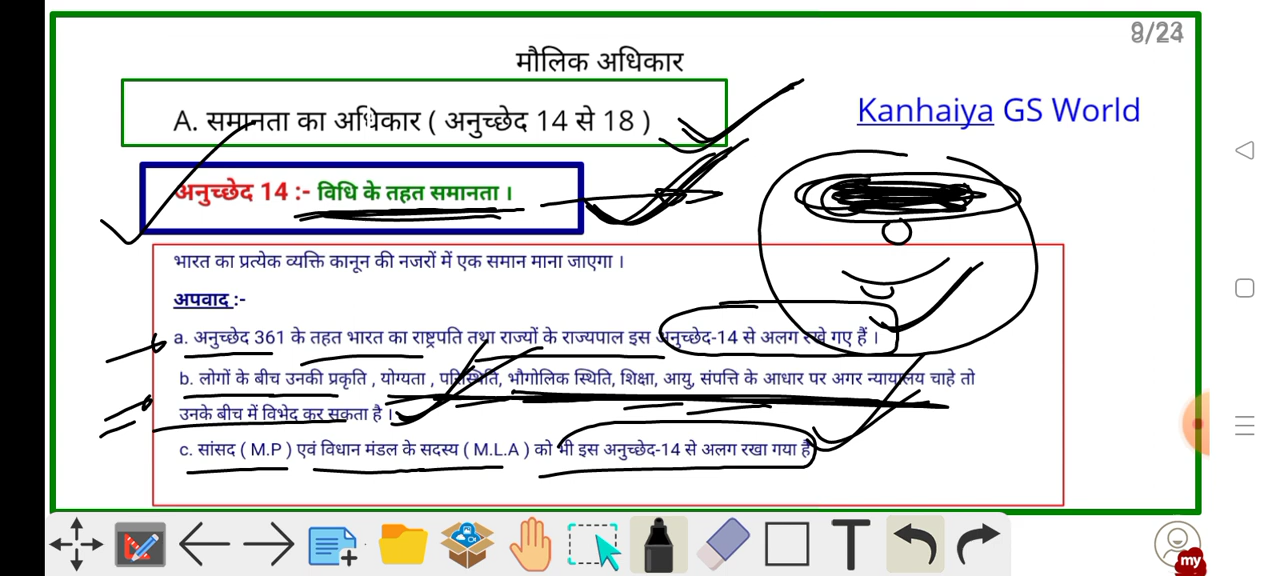 9/23
मौलिक अधिकार
A. समानता का अधिकार ( अनुच्छेद 14 से 18 )
Kanhaiya GS World
अनुच्छेद 14 :- विधि के तहत समानता ।
भारत का प्रत्येक व्यक्ति कानून की नजरों में एक समान माना जाएगा ।
अपवाद :-
a. अनुच्छेद 361 के तहत भारत का राष्ट्रपति तथा राज्यों के राज्यपाल इस अनुच्छेद-14 से अलग रखे गए हैं ।
b. लोगों के बीच उनकी प्रकृति , योग्यता , परिस्थिति, भौगोलिक स्थिति, शिक्षा, आयु, संपत्ति के आधार पर अगर न्यायालय चाहे तो
उनके बीच में विभेद कर सकता है ।
c. सांसद ( M.P ) एवं विधान मंडल के सदस्य ( M.L.A ) को भी इस अनुच्छेद-14 से अलग रखा गया है
T
my